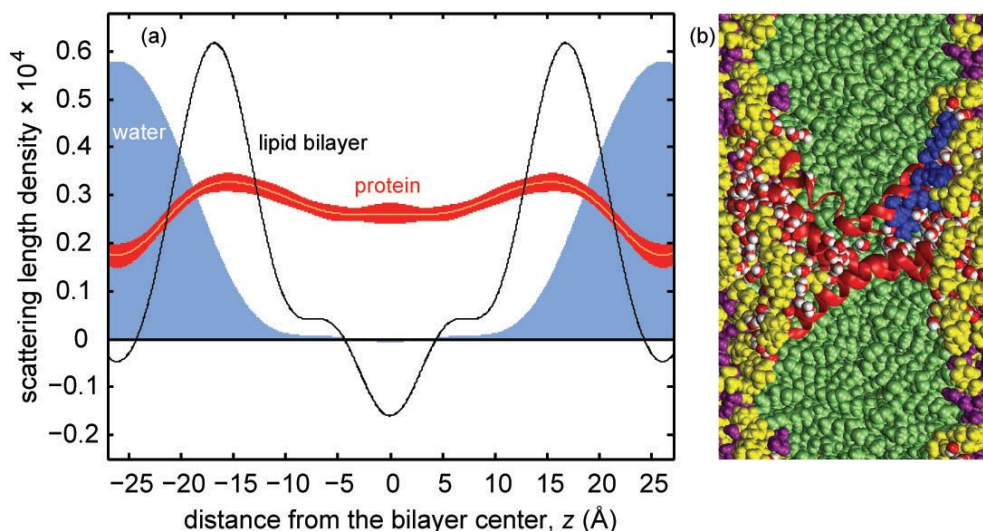 (a)
(b)
0.6
0.5
0.4
0.3
0.2
0.1
0
−0.1
−0.2
scattering length density × 10⁴
water
lipid bilayer
protein
−25 −20 −15 −10 −5 0 5 10 15 20 25
distance from the bilayer center, z (Å)